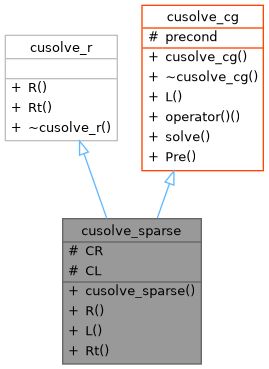 cusolve_r
+ R()
+ Rt()
+ ~cusolve_r()
cusolve_cg
# precond
+ cusolve_cg()
+ ~cusolve_cg()
+ L()
+ operator()()
+ solve()
+ Pre()
cusolve_sparse
# CR
# CL
+ cusolve_sparse()
+ R()
+ L()
+ Rt()